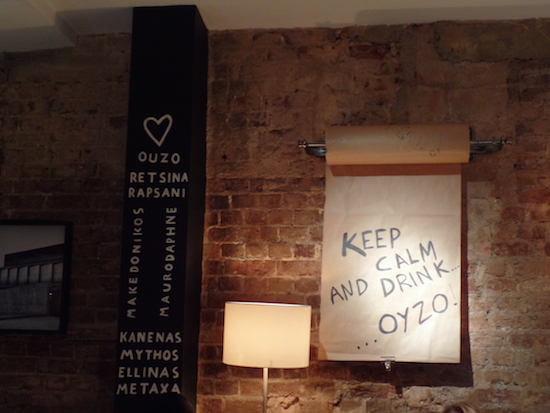 OUZO
RETSINA
RAPSANI
MAKEDONIKOS
MAURODAPHNE
KANENAS
MYTHOS
ELLINAS
METAXA
KEEP
CALM
AND DRINK...
...OYZO!